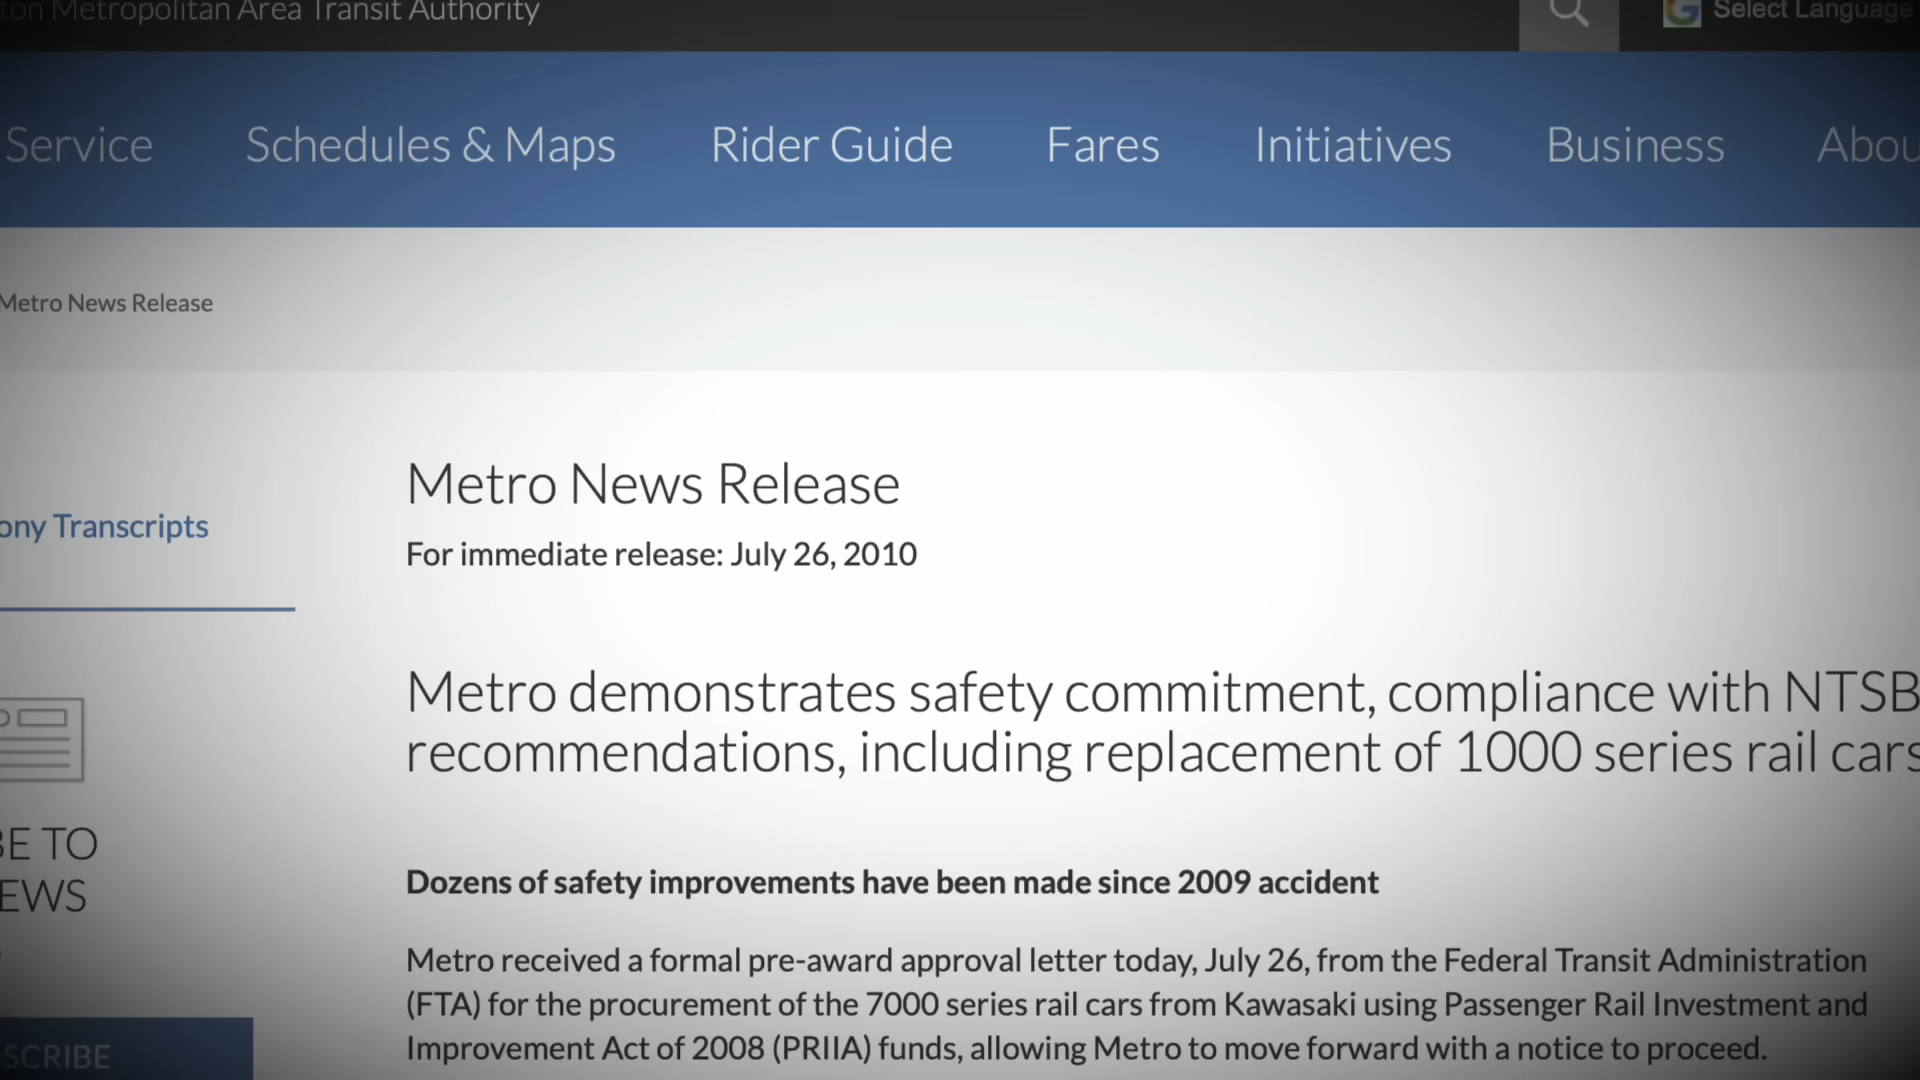 Metropolitan Area Transit Authority
Select Language
Service Schedules & Maps Rider Guide Fares Initiatives Business
Metro News Release
Transcripts
Metro News Release
For immediate release: July 26, 2010
Metro demonstrates safety commitment, compliance with NTSB
recommendations, including replacement of 1000 series rail cars
TO
Dozens of safety improvements have been made since 2009 accident
Metro received a formal pre-award approval letter today, July 26, from the Federal Transit Administration
(FTA) for the procurement of the 7000 series rail cars from Kawasaki using Passenger Rail Investment and
Improvement Act of 2008 (PRIIA) funds, allowing Metro to move forward with a notice to proceed.